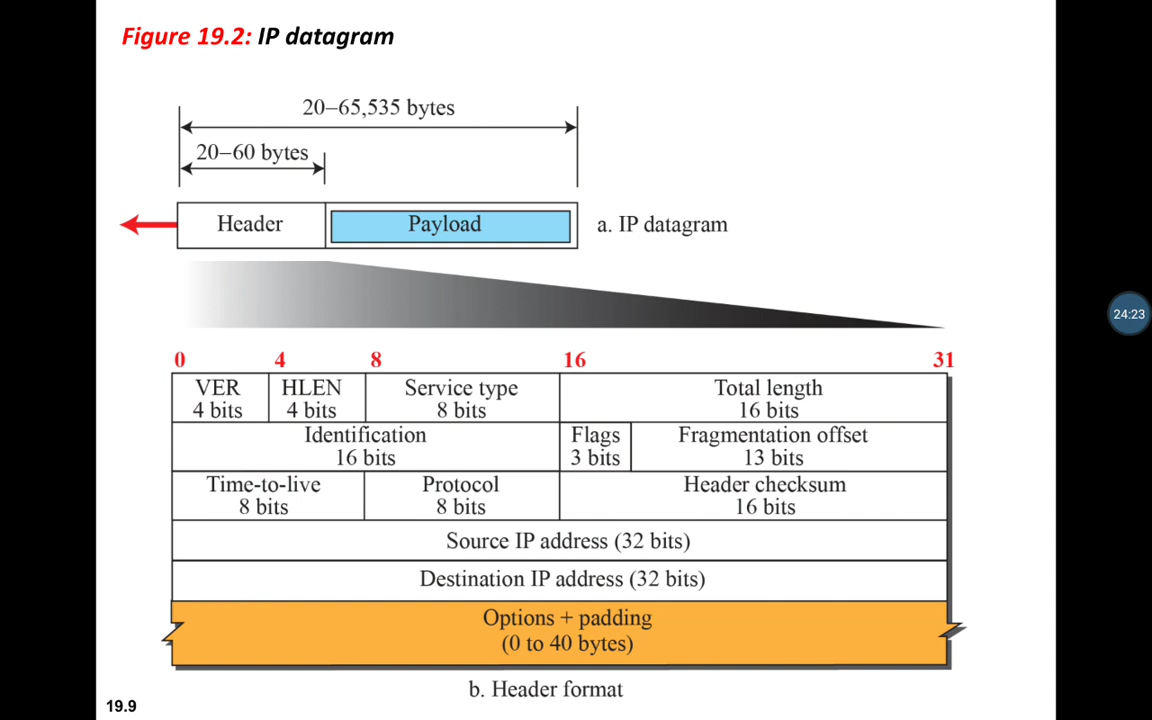 Figure 19.2: IP datagram
20–65,535 bytes
20–60 bytes
Header
Payload
a. IP datagram
24:23
0 4 8 16 31
VER HLEN Service type Total length
4 bits 4 bits 8 bits 16 bits
Identification Flags Fragmentation offset
16 bits 3 bits 13 bits
Time-to-live Protocol Header checksum
8 bits 8 bits 16 bits
Source IP address (32 bits)
Destination IP address (32 bits)
Options + padding
(0 to 40 bytes)
b. Header format
19.9